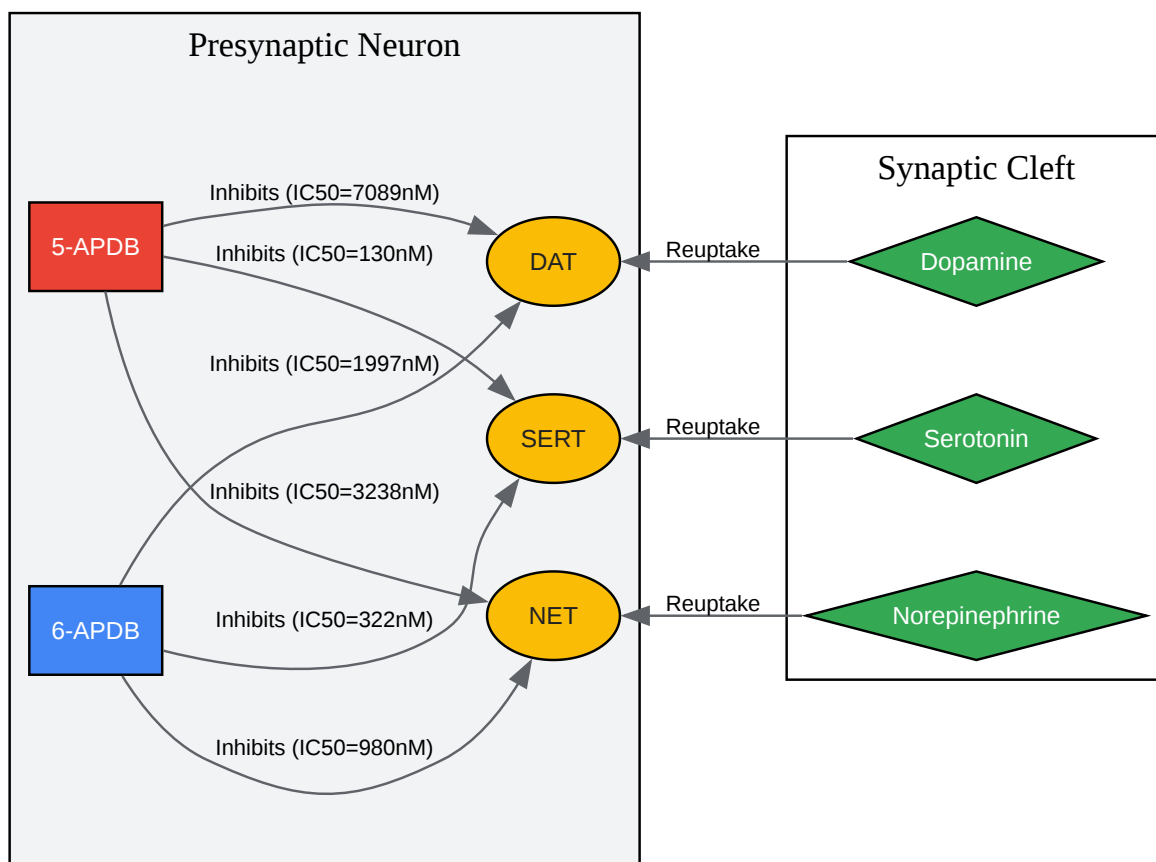 Presynaptic Neuron
Synaptic Cleft
Inhibits (IC50=7089nM)
5-APDB
Inhibits (IC50=130nM)
DAT
Reuptake
Dopamine
Inhibits (IC50=1997nM)
SERT
Reuptake
Serotonin
Inhibits (IC50=3238nM)
6-APDB
Inhibits (IC50=322nM)
NET
Reuptake
Norepinephrine
Inhibits (IC50=980nM)